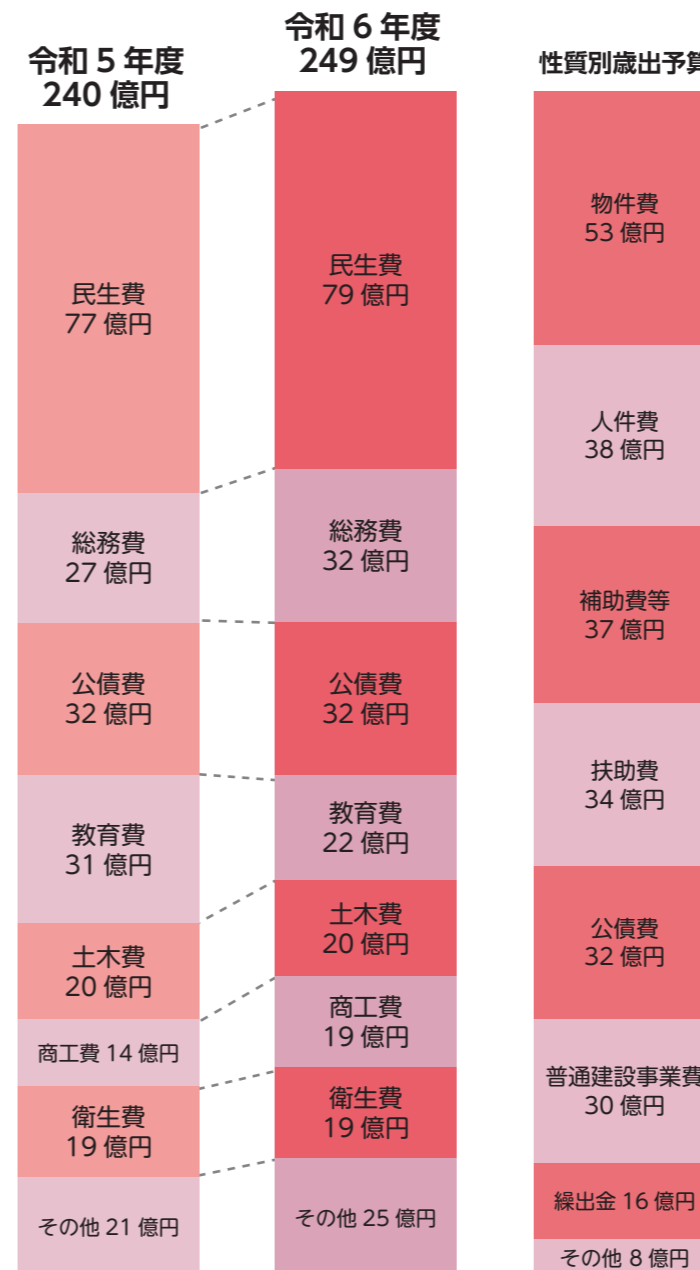 令和 5 年度
240 億円
民生費
77 億円
総務費
27 億円
公債費
32 億円
教育費
31 億円
土木費
20 億円
商工費 14 億円
衛生費
19 億円
その他 21 億円
令和 6 年度
249 億円
民生費
79 億円
総務費
32 億円
公債費
32 億円
教育費
22 億円
土木費
20 億円
商工費
19 億円
衛生費
19 億円
その他 25 億円
性質別歳出予算
物件費
53 億円
人件費
38 億円
補助費等
37 億円
扶助費
34 億円
公債費
32 億円
普通建設事業費
30 億円
繰出金 16 億円
その他 8 億円